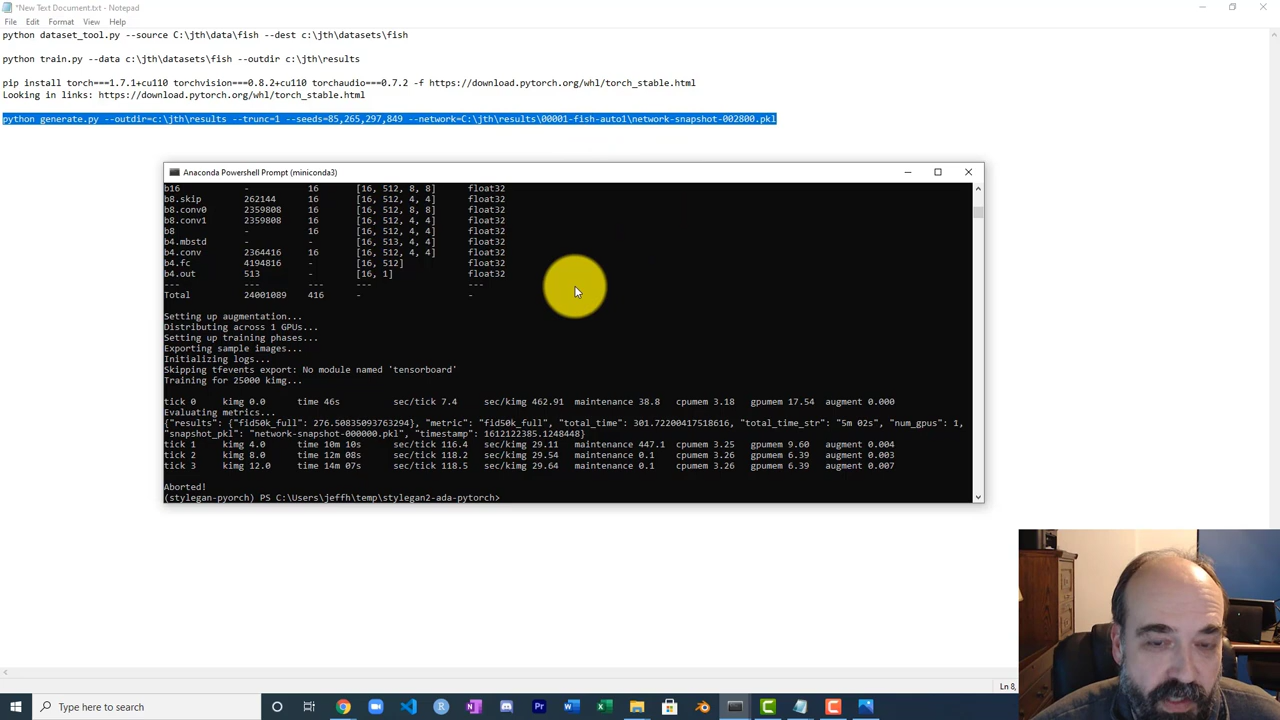 *New Text Document.txt - Notepad
File Edit Format View Help
python dataset_tool.py --source C:\jth\data\fish --dest c:\jth\datasets\fish
python train.py --data c:\jth\datasets\fish --outdir c:\jth\results
pip install torch===1.7.1+cu110 torchvision===0.8.2+cu110 torchaudio===0.7.2 -f https://download.pytorch.org/whl/torch_stable.html
Looking in links: https://download.pytorch.org/whl/torch_stable.html
python generate.py --outdir=c:\jth\results --trunc=1 --seeds=85,265,297,849 --network=C:\jth\results\00001-fish-auto1\network-snapshot-002800.pkl
Anaconda Powershell Prompt (miniconda3)
b16 - 16 [16, 512, 8, 8] float32
b8.skip 262144 16 [16, 512, 4, 4] float32
b8.conv0 2359808 16 [16, 512, 8, 8] float32
b8.conv1 2359808 16 [16, 512, 4, 4] float32
b8 - 16 [16, 512, 4, 4] float32
b4.mbstd - - [16, 513, 4, 4] float32
b4.conv 2364416 16 [16, 512, 4, 4] float32
b4.fc 4194816 - [16, 512] float32
b4.out 513 - [16, 1] float32
--- --- --- --- ---
Total 24001089 416 - -
Setting up augmentation...
Distributing across 1 GPUs...
Setting up training phases...
Exporting sample images...
Initializing logs...
Skipping tfevents export: No module named 'tensorboard'
Training for 25000 kimg...
tick 0 kimg 0.0 time 46s sec/tick 7.4 sec/kimg 462.91 maintenance 38.8 cpumem 3.18 gpumem 17.54 augment 0.000
Evaluating metrics...
{"results": {"fid50k_full": 276.50835093763294}, "metric": "fid50k_full", "total_time": 301.72200417518616, "total_time_str": "5m 02s", "num_gpus": 1,
"snapshot_pkl": "network-snapshot-000000.pkl", "timestamp": 1612122385.1248448}
tick 1 kimg 4.0 time 10m 10s sec/tick 116.4 sec/kimg 29.11 maintenance 447.1 cpumem 3.25 gpumem 9.60 augment 0.004
tick 2 kimg 8.0 time 12m 08s sec/tick 118.2 sec/kimg 29.54 maintenance 0.1 cpumem 3.26 gpumem 6.39 augment 0.003
tick 3 kimg 12.0 time 14m 07s sec/tick 118.5 sec/kimg 29.64 maintenance 0.1 cpumem 3.26 gpumem 6.39 augment 0.007
Aborted!
(stylegan-pyorch) PS C:\Users\jeffh\temp\stylegan2-ada-pytorch>
Ln 8,
Type here to search